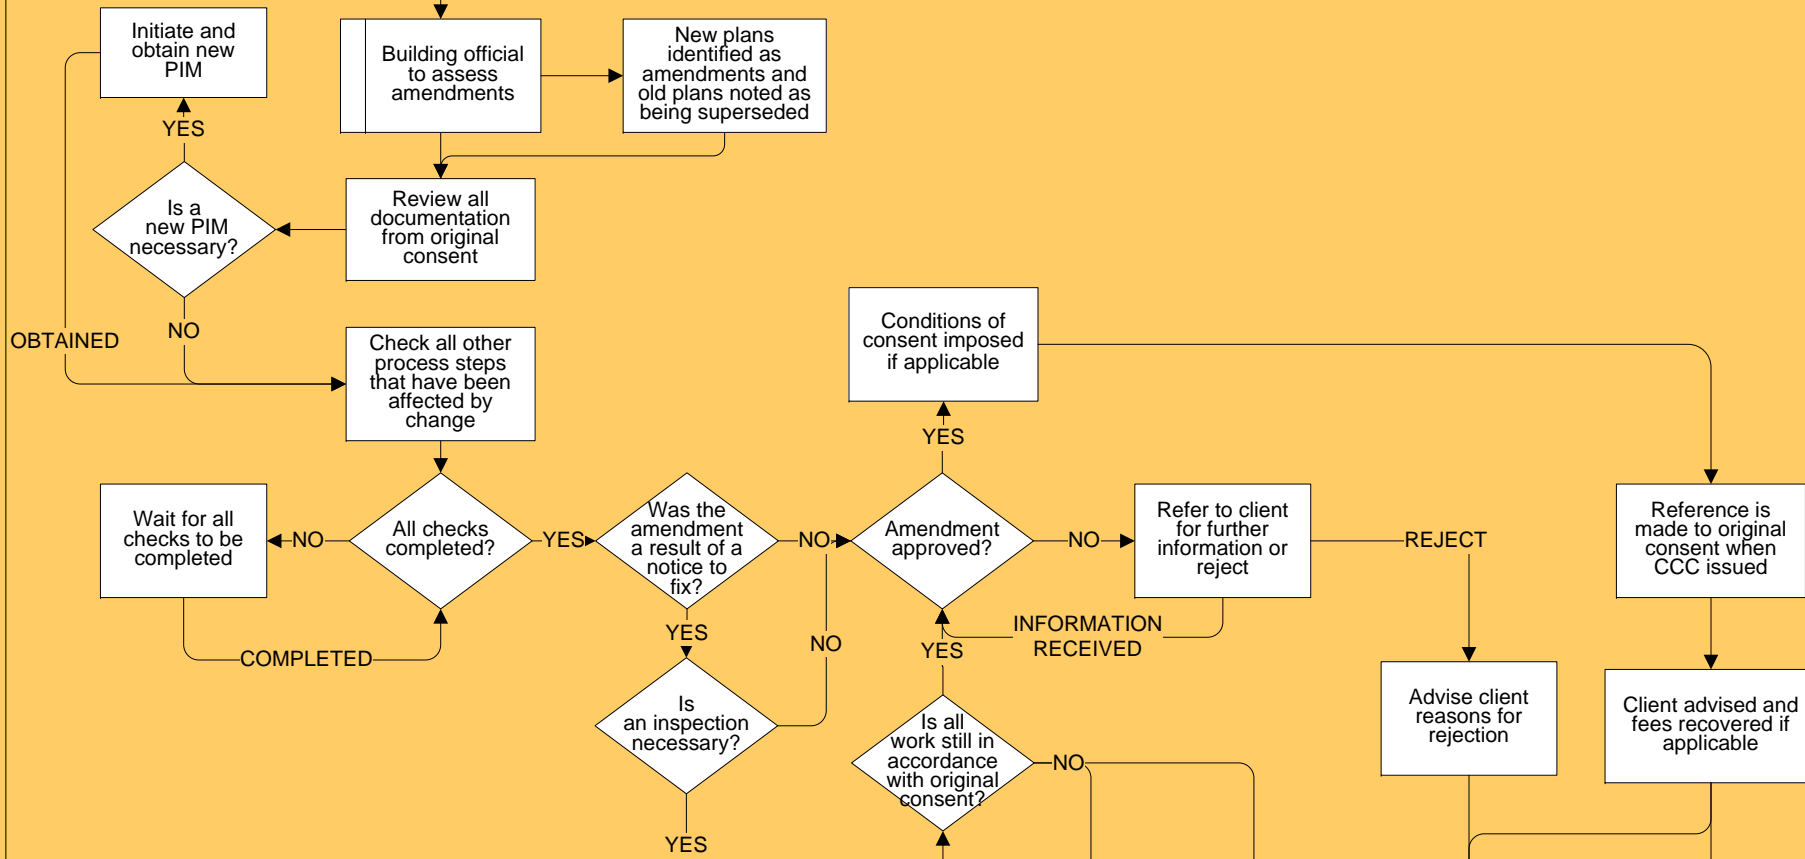 Initiate and
obtain new
PIM
Building official
to assess
amendments
New plans
identified as
amendments and
old plans noted as
being superseded
YES
Is a
new PIM
necessary?
Review all
documentation
from original
consent
OBTAINED
NO
Check all other
process steps
that have been
affected by
change
Conditions of
consent imposed
if applicable
YES
Wait for all
checks to be
completed
NO
All checks
completed?
YES
Was the
amendment
a result of a
notice to
fix?
NO
Amendment
approved?
NO
Refer to client
for further
information or
reject
REJECT
Reference is
made to original
consent when
CCC issued
COMPLETED
YES
NO
YES
INFORMATION
RECEIVED
Is
an inspection
necessary?
Is all
work still in
accordance
with original
consent?
NO
Advise client
reasons for
rejection
Client advised and
fees recovered if
applicable
YES